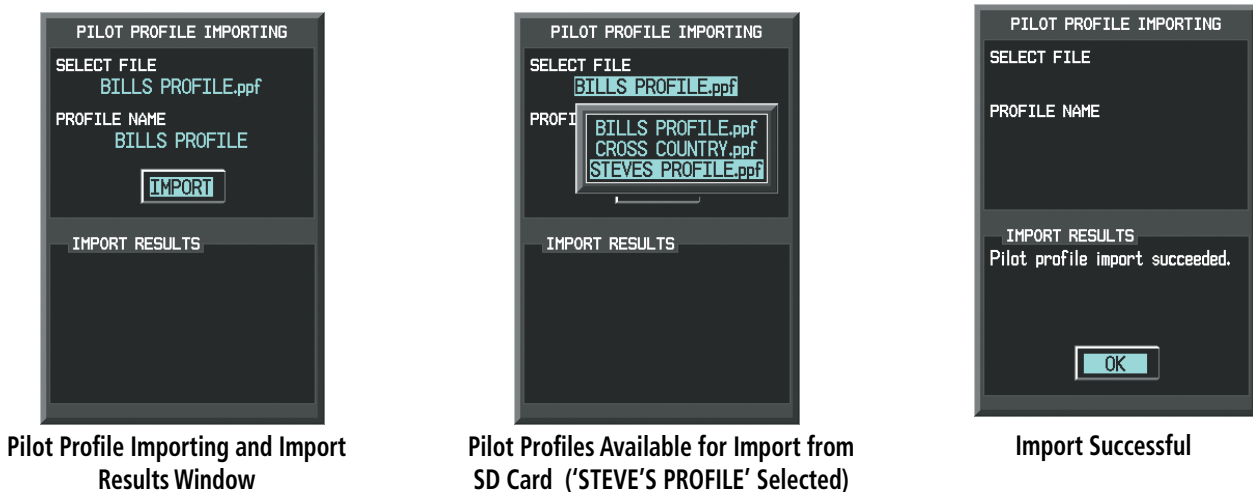 PILOT PROFILE IMPORTING
SELECT FILE
BILLS PROFILE.ppf
PROFILE NAME
BILLS PROFILE
IMPORT
IMPORT RESULTS
Pilot Profile Importing and Import
Results Window
PILOT PROFILE IMPORTING
SELECT FILE
BILLS PROFILE.ppf
PROFI
BILLS PROFILE.ppf
CROSS COUNTRY.ppf
STEVES PROFILE.ppf
IMPORT RESULTS
Pilot Profiles Available for Import from
SD Card ('STEVE'S PROFILE' Selected)
PILOT PROFILE IMPORTING
SELECT FILE
PROFILE NAME
IMPORT RESULTS
Pilot profile import succeeded.
OK
Import Successful